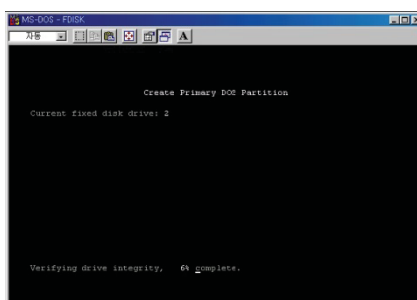 MS-DOS - FDISK
자동
A
Create Primary DOS Partition
Current fixed disk drive: 2
Verifying drive integrity, 6% complete.